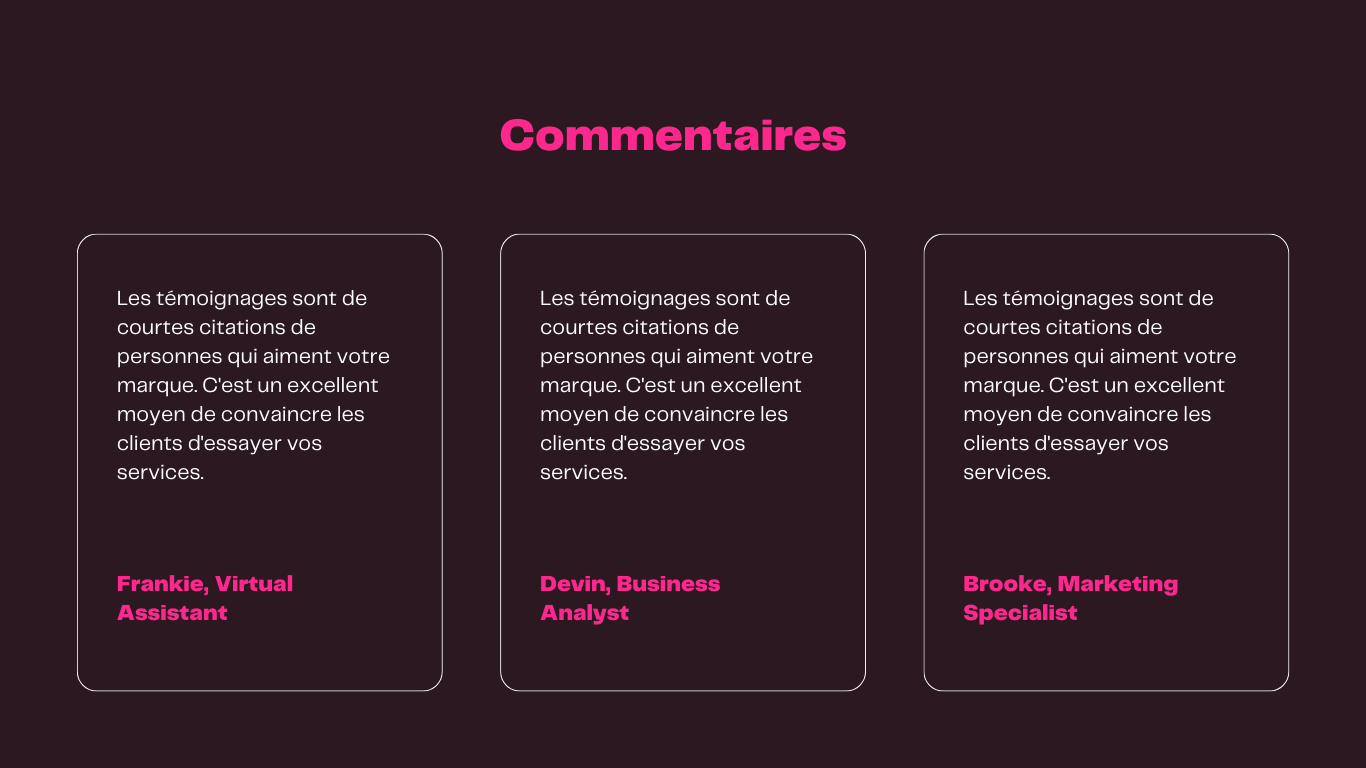 Commentaires
Les témoignages sont de
courtes citations de
personnes qui aiment votre
marque. C'est un excellent
moyen de convaincre les
clients d'essayer vos
services.
Frankie, Virtual
Assistant
Les témoignages sont de
courtes citations de
personnes qui aiment votre
marque. C'est un excellent
moyen de convaincre les
clients d'essayer vos
services.
Devin, Business
Analyst
Les témoignages sont de
courtes citations de
personnes qui aiment votre
marque. C'est un excellent
moyen de convaincre les
clients d'essayer vos
services.
Brooke, Marketing
Specialist